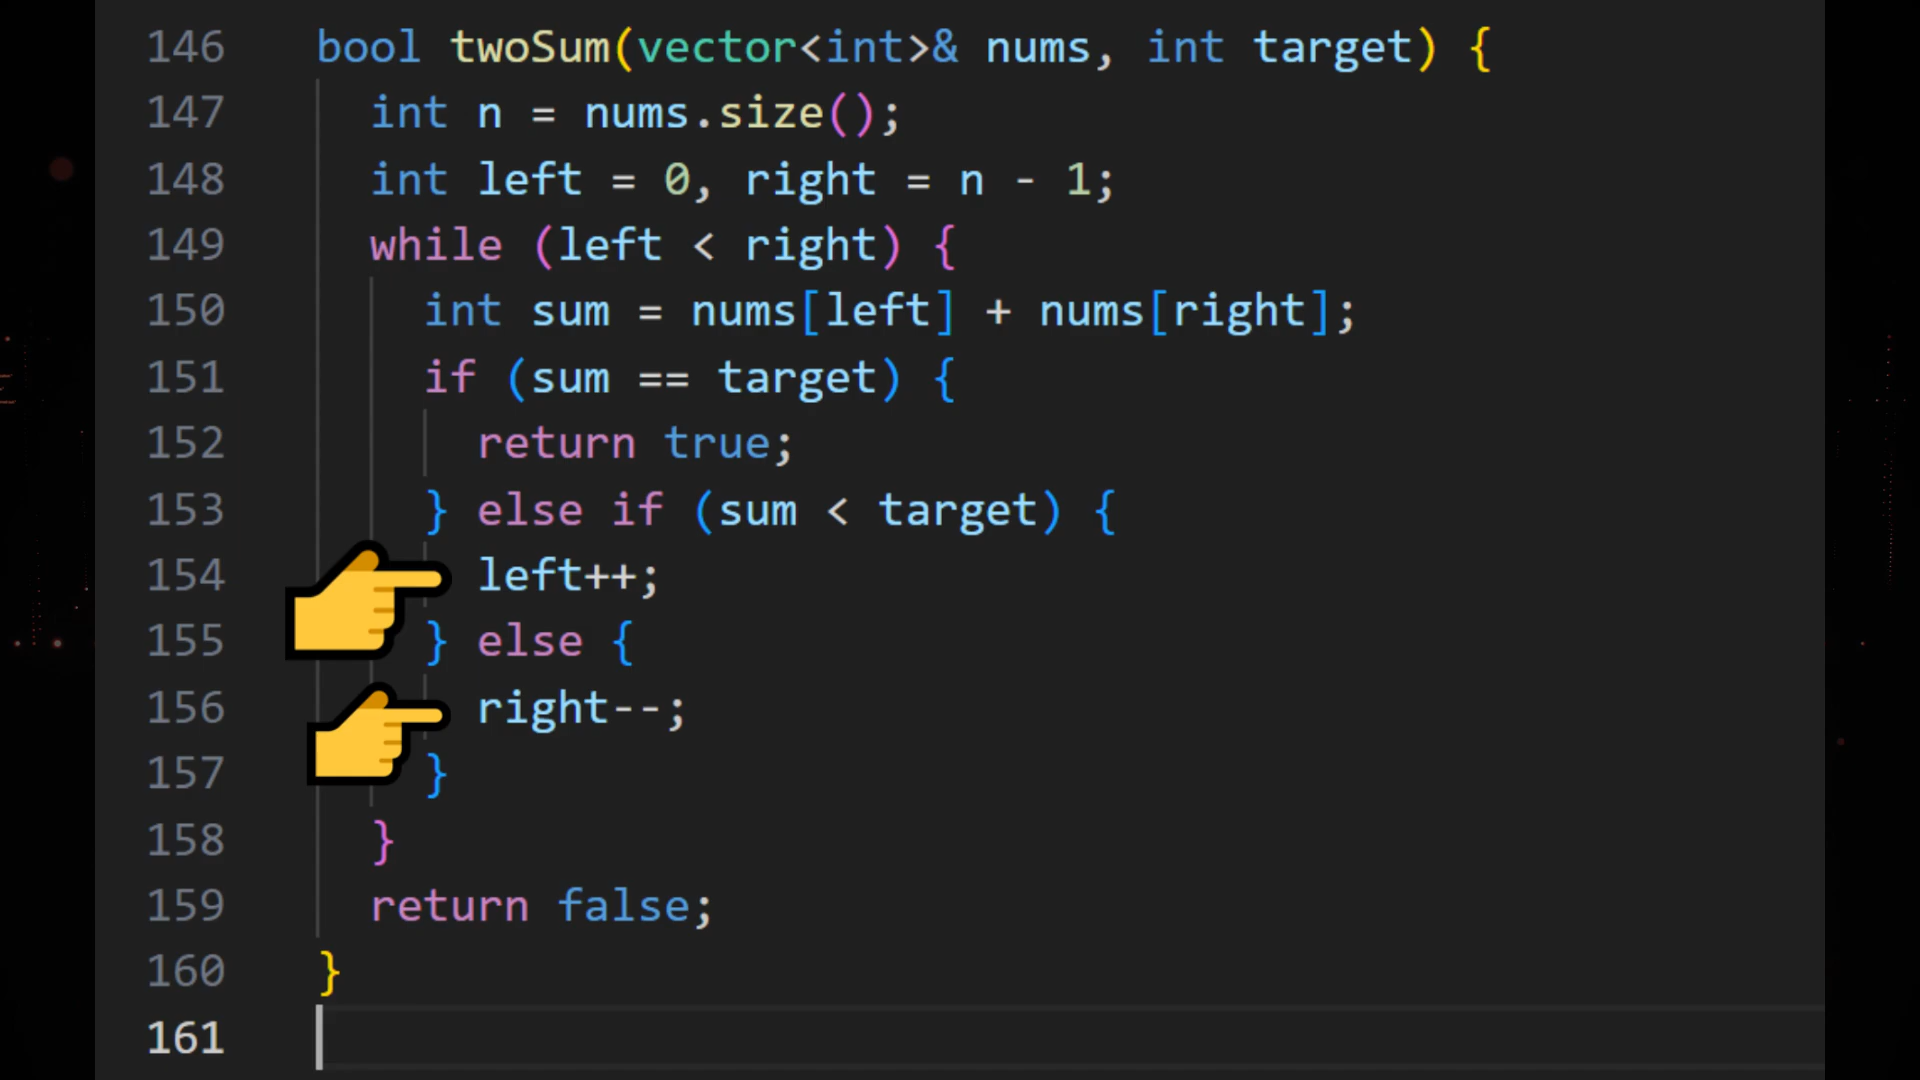 146 bool twoSum(vector<int>& nums, int target) {
147 int n = nums.size();
148 int left = 0, right = n - 1;
149 while (left < right) {
150 int sum = nums[left] + nums[right];
151 if (sum == target) {
152 return true;
153 } else if (sum < target) {
154 left++;
155 } else {
156 right--;
157 }
158 }
159 return false;
160 }
161